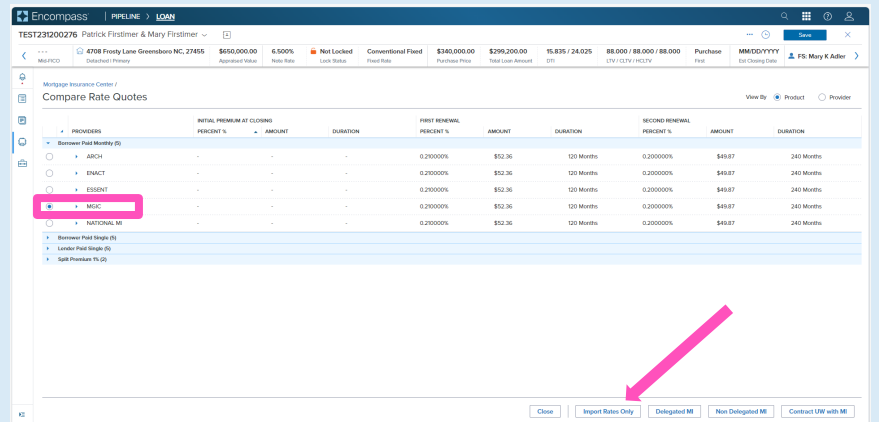 Encompass® | PIPELINE > LOAN
TEST231200276 Patrick Firstimer & Mary Firstimer
Save
--- 4708 Frosty Lane Greensboro NC, 27455 $650,000.00 6.500% Not Locked Conventional Fixed $340,000.00 $299,200.00 15.835 / 24.025 88.000 / 88.000 / 88.000 Purchase MM/DD/YYYY FS: Mary K Adler
Mid-FICO Detached | Primary Appraised Value Note Rate Lock Status Fixed Rate Purchase Price Total Loan Amount DTI LTV / CLTV / HCLTV First Est Closing Date
Mortgage Insurance Center /
Compare Rate Quotes
View By Product Provider
INITIAL PREMIUM AT CLOSING FIRST RENEWAL SECOND RENEWAL
PROVIDERS PERCENT % AMOUNT DURATION PERCENT % AMOUNT DURATION PERCENT % AMOUNT DURATION
Borrower Paid Monthly (5)
ARCH - - - 0.210000% $52.36 120 Months 0.200000% $49.87 240 Months
ENACT - - - 0.210000% $52.36 120 Months 0.200000% $49.87 240 Months
ESSENT - - - 0.210000% $52.36 120 Months 0.200000% $49.87 240 Months
MGIC - - - 0.210000% $52.36 120 Months 0.200000% $49.87 240 Months
NATIONAL MI - - - 0.210000% $52.36 120 Months 0.200000% $49.87 240 Months
Borrower Paid Single (5)
Lender Paid Single (5)
Split Premium 1% (2)
Close | Import Rates Only Delegated MI Non Delegated MI Contract UW with MI